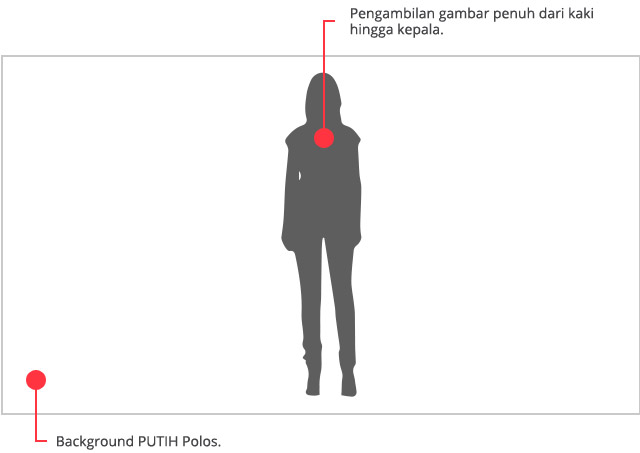 Pengambilan gambar penuh dari kaki
hingga kepala.
Background PUTIH Polos.